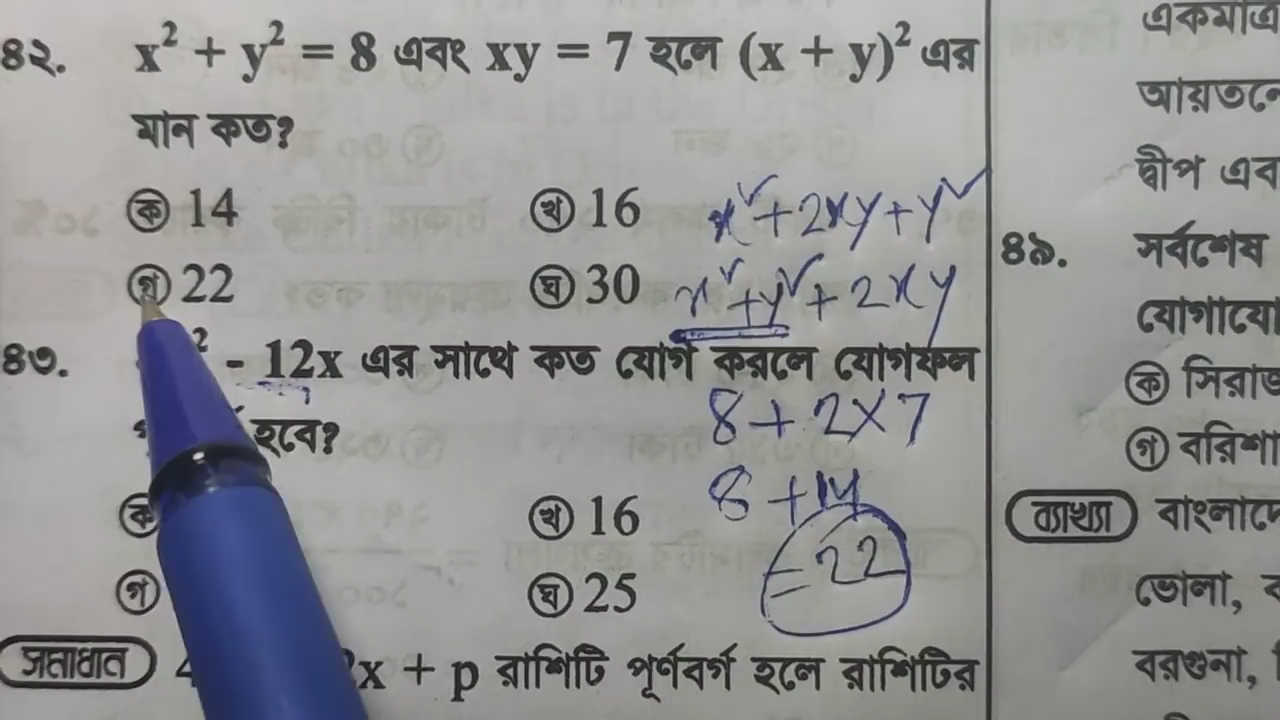 ৪২. x² + y² = 8 এবং xy = 7 হলে (x + y)² এর
মান কত?
ক 14 খ 16
গ 22 ঘ 30
x² + 2xy + y²
x² + y² + 2xy
8 + 2 × 7
8 + 14
= 22
৪৩. ² - 12x এর সাথে কত যোগ করলে যোগফল
হবে?
ক খ 16
গ ঘ 25
সমাধান 4 x + p রাশিটি পূর্ণবর্গ হলে রাশিটির
একমাত্র
আয়তনে
দ্বীপ এব
৪৯. সর্বশেষ
যোগাযো
ক সিরাজ
গ বরিশা
ব্যাখ্যা বাংলাদে
ভোলা, ব
বরগুনা,